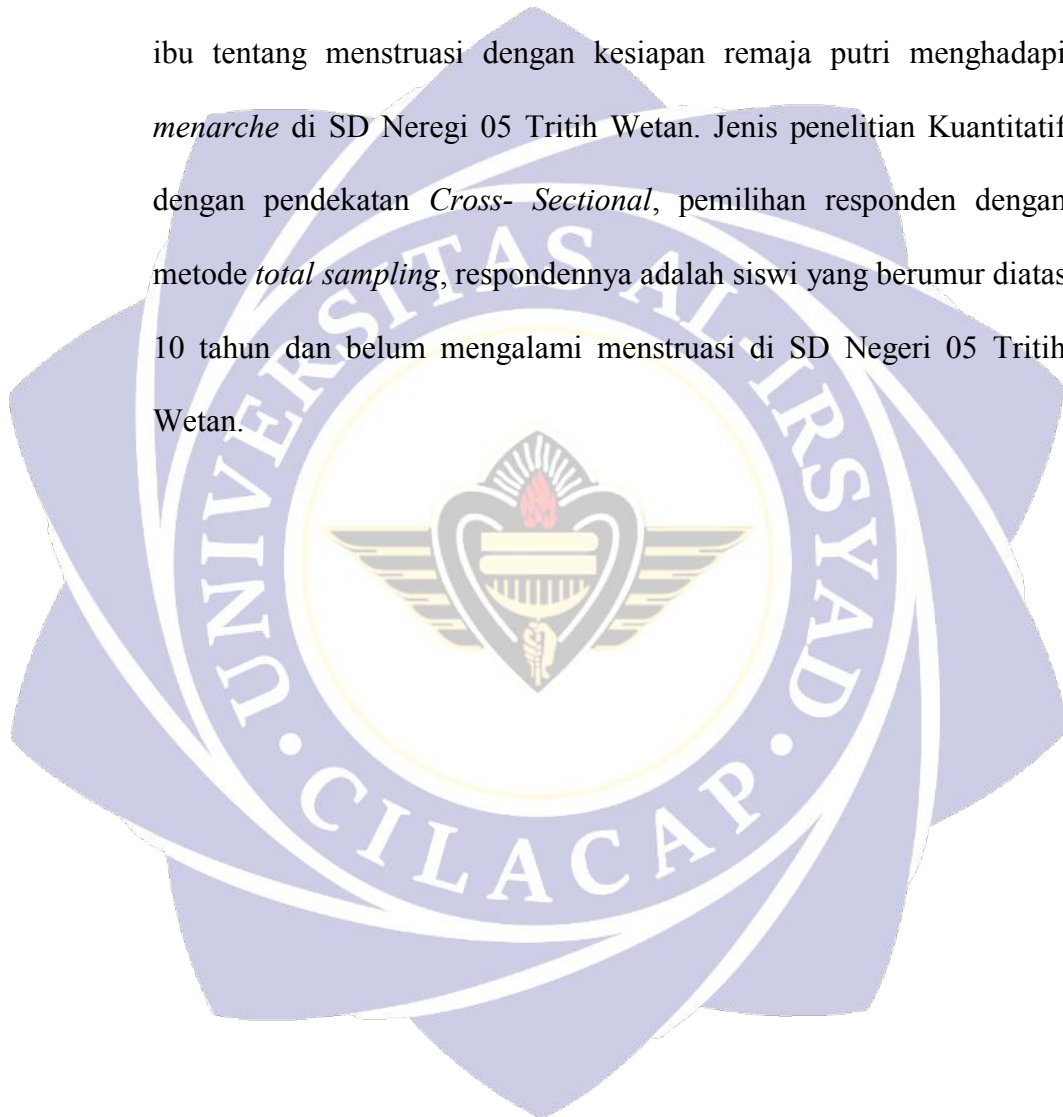 ibu tentang menstruasi dengan kesiapan remaja putri menghadapi
menarche di SD Neregi 05 Tritih Wetan. Jenis penelitian Kuantitatif
dengan pendekatan Cross- Sectional, pemilihan responden dengan
metode total sampling, respondennya adalah siswi yang berumur diatas
10 tahun dan belum mengalami menstruasi di SD Negeri 05 Tritih
Wetan.
UNIVERSITAS AL-IRSYAD
• CILACAP •